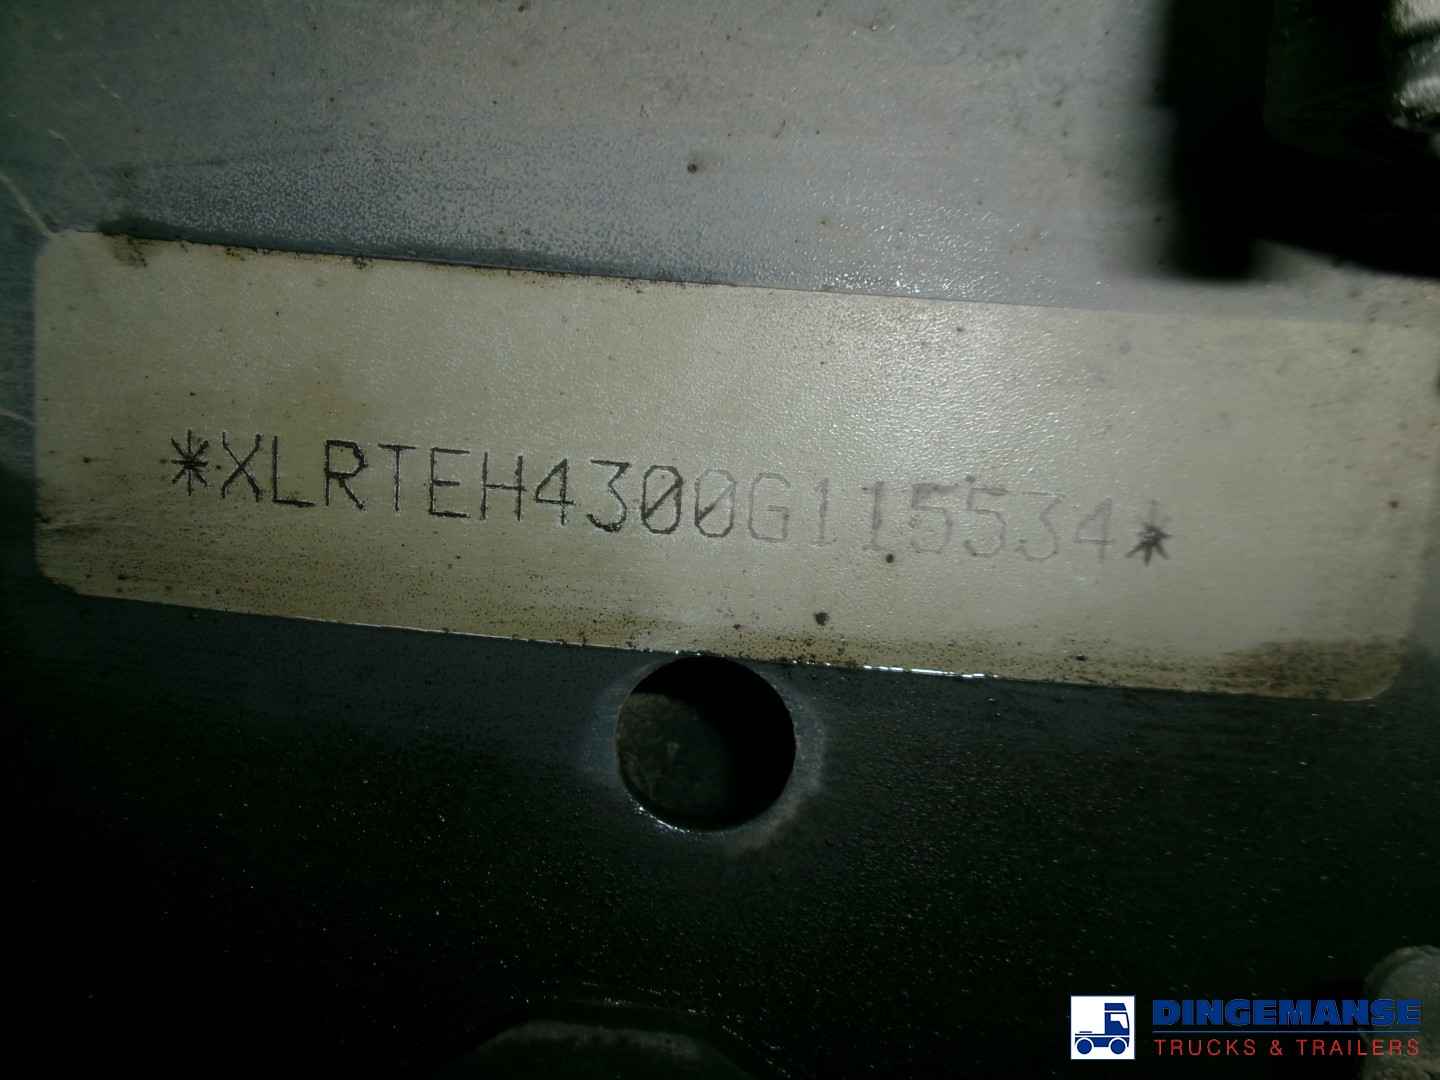 *XLRTEH4300G115534*
DINGEMANSE
TRUCKS & TRAILERS